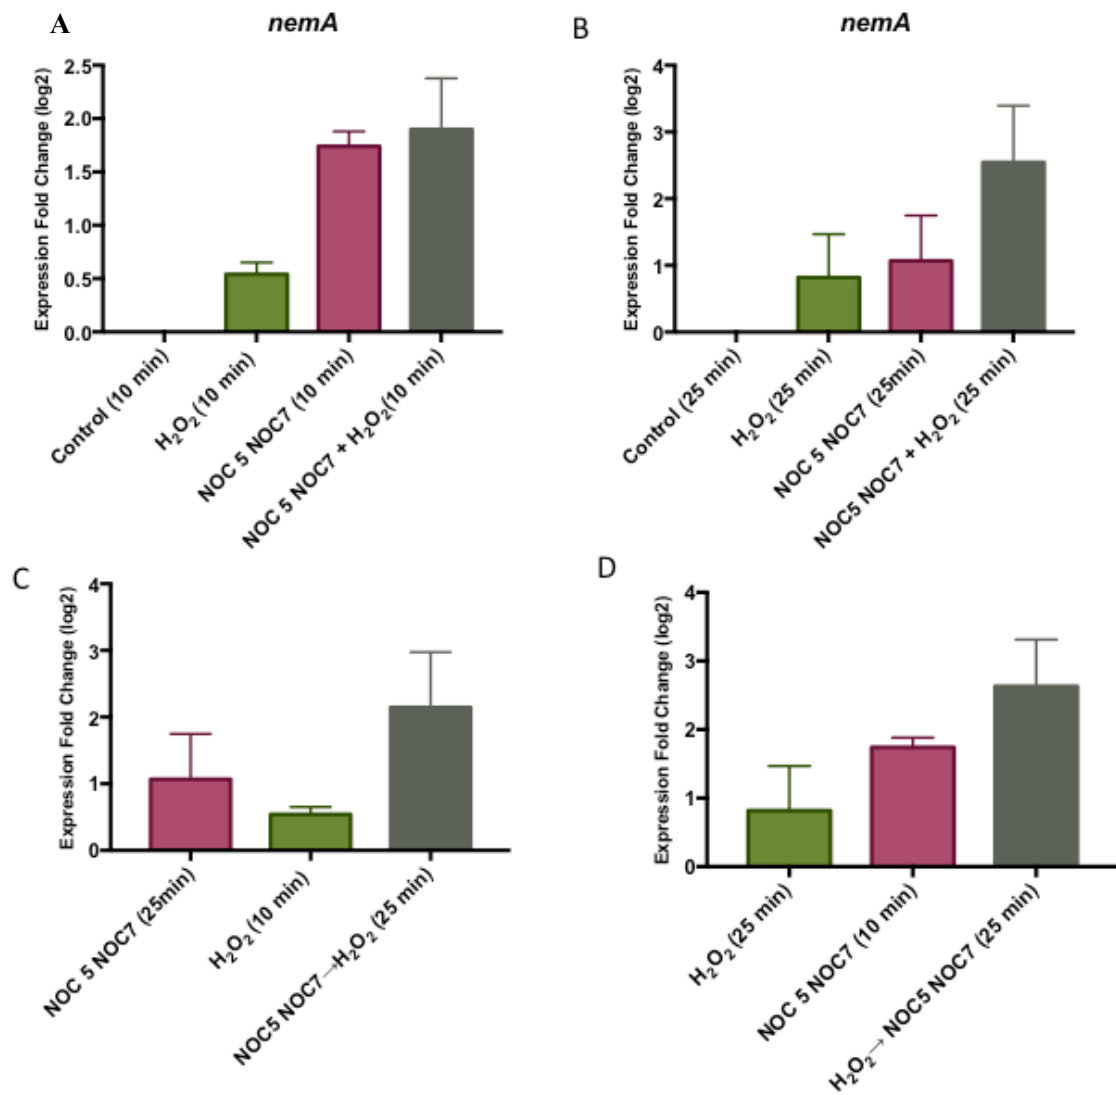 A
nemA
Expression Fold Change (log2)
2.5
2.0
1.5
1.0
0.5
0.0
Control (10 min)
H₂O₂ (10 min)
NOC 5 NOC7 (10 min)
NOC 5 NOC7 + H₂O₂(10 min)
B
nemA
Expression Fold Change (log2)
4
3
2
1
0
Control (25 min)
H₂O₂ (25 min)
NOC 5 NOC7 (25min)
NOC5 NOC7 + H₂O₂ (25 min)
C
Expression Fold Change (log2)
4
3
2
1
0
NOC 5 NOC7 (25min)
H₂O₂ (10 min)
NOC5 NOC7→H₂O₂ (25 min)
D
Expression Fold Change (log2)
4
3
2
1
0
H₂O₂ (25 min)
NOC 5 NOC7 (10 min)
H₂O₂→ NOC5 NOC7 (25 min)